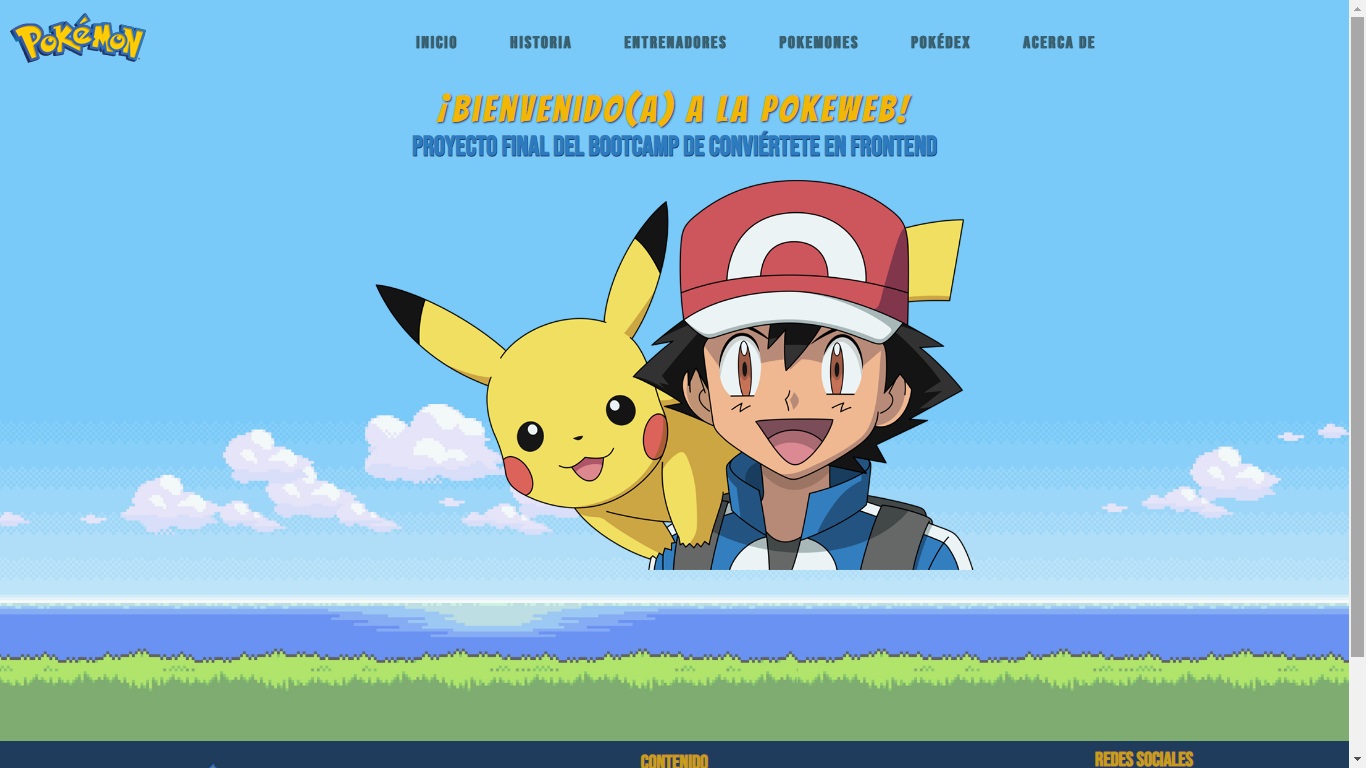 POKÉMON
INICIO
HISTORIA
ENTRENADORES
POKEMONES
POKÉDEX
ACERCA DE
¡BIENVENIDO(A) A LA POKEWEB!
PROYECTO FINAL DEL BOOTCAMP DE CONVIÉRTETE EN FRONTEND
CONTENIDO
REDES SOCIALES